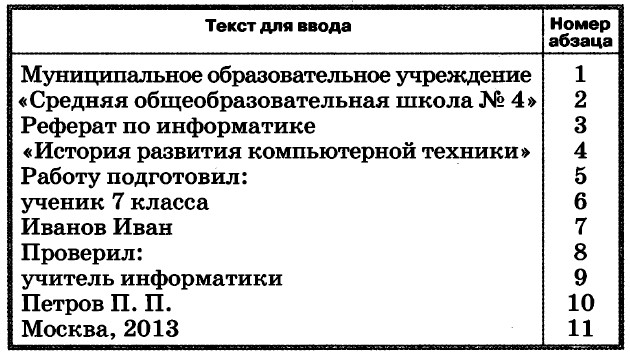 Текст для ввода Номер абзаца
Муниципальное образовательное учреждение 1
«Средняя общеобразовательная школа № 4» 2
Реферат по информатике 3
«История развития компьютерной техники» 4
Работу подготовил: 5
ученик 7 класса 6
Иванов Иван 7
Проверил: 8
учитель информатики 9
Петров П. П. 10
Москва, 2013 11